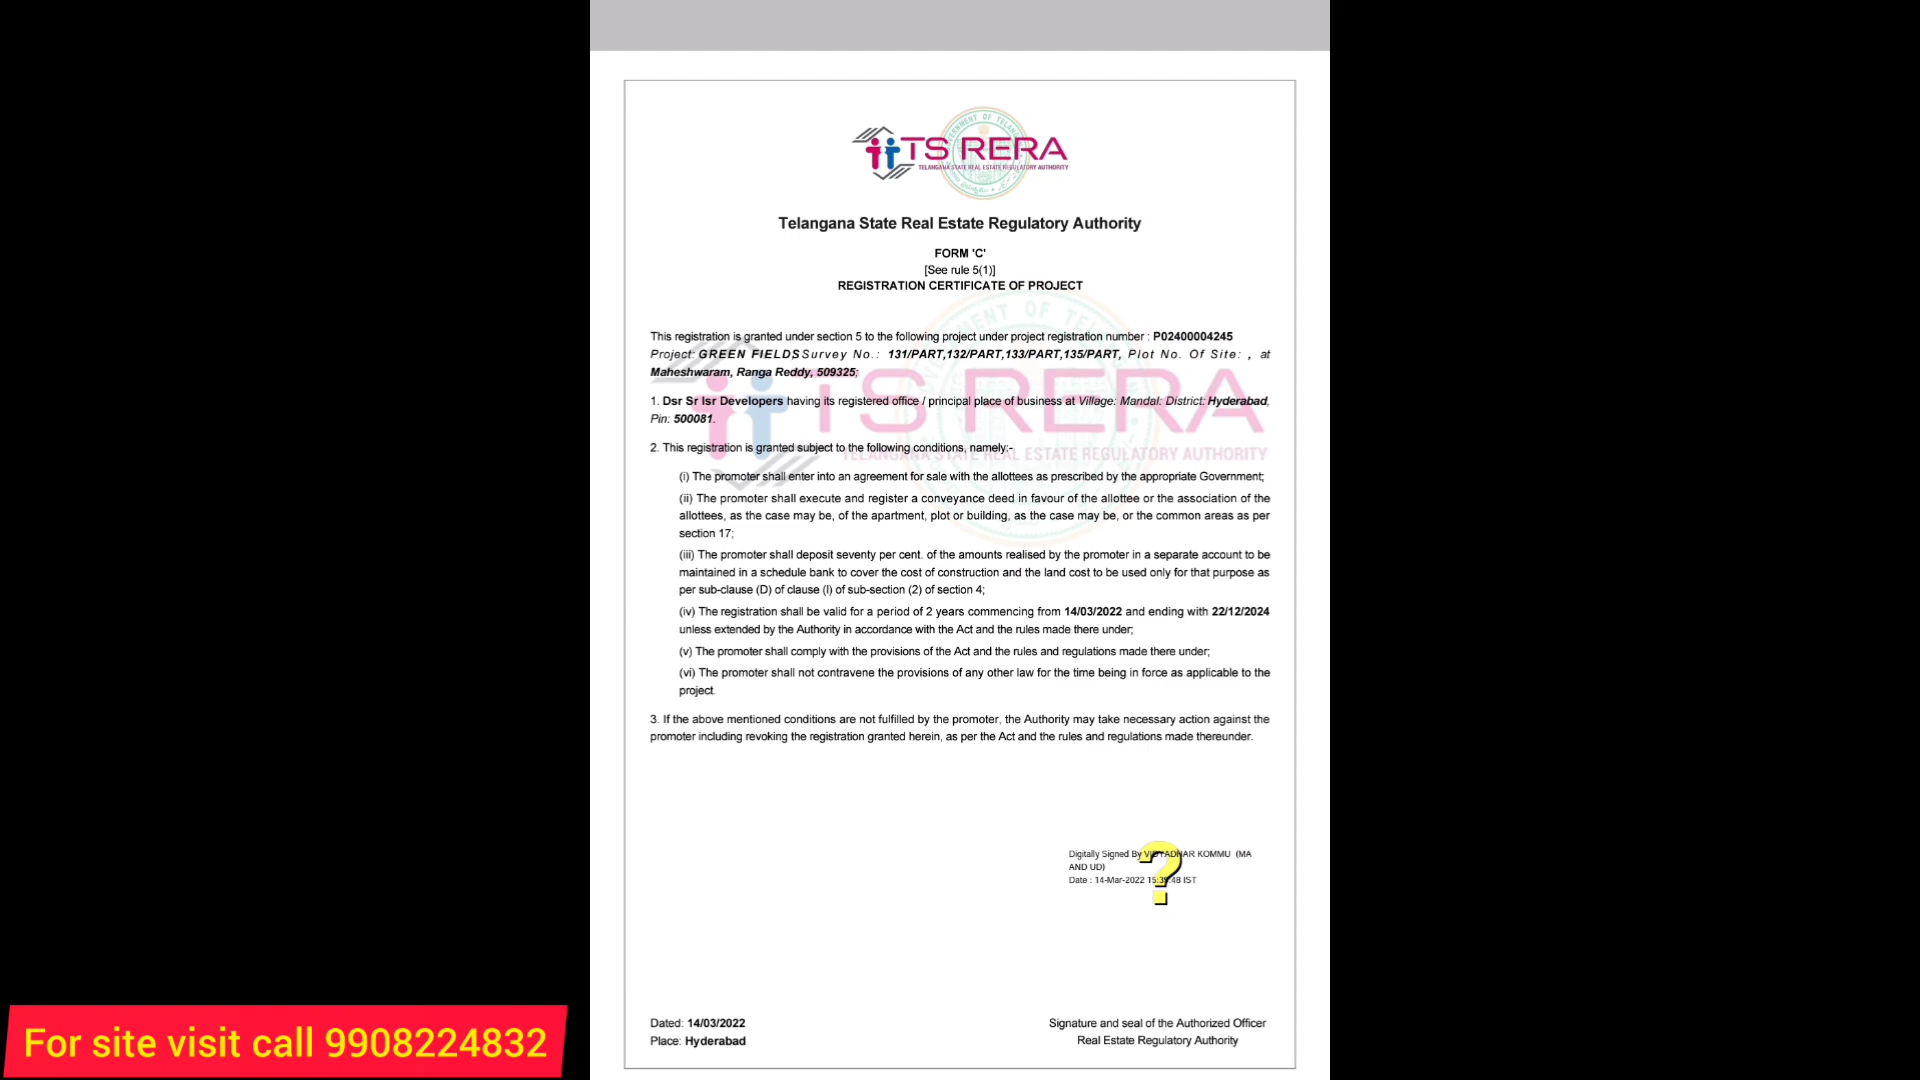 TS RERA
TELANGANA STATE REAL ESTATE REGULATORY AUTHORITY
Telangana State Real Estate Regulatory Authority
FORM 'C'
[See rule 5(1)]
REGISTRATION CERTIFICATE OF PROJECT
This registration is granted under section 5 to the following project under project registration number : P02400004245
Project: GREEN FIELDS Survey No.: 131/PART,132/PART,133/PART,135/PART, Plot No. Of Site: , at
Maheshwaram, Ranga Reddy, 509325;
1. Dsr Sr Isr Developers having its registered office / principal place of business at Village: Mandal: District: Hyderabad,
Pin: 500081.
2. This registration is granted subject to the following conditions, namely:-
(i) The promoter shall enter into an agreement for sale with the allottees as prescribed by the appropriate Government;
(ii) The promoter shall execute and register a conveyance deed in favour of the allottee or the association of the
allottees, as the case may be, of the apartment, plot or building, as the case may be, or the common areas as per
section 17;
(iii) The promoter shall deposit seventy per cent. of the amounts realised by the promoter in a separate account to be
maintained in a schedule bank to cover the cost of construction and the land cost to be used only for that purpose as
per sub-clause (D) of clause (l) of sub-section (2) of section 4;
(iv) The registration shall be valid for a period of 2 years commencing from 14/03/2022 and ending with 22/12/2024
unless extended by the Authority in accordance with the Act and the rules made there under;
(v) The promoter shall comply with the provisions of the Act and the rules and regulations made there under;
(vi) The promoter shall not contravene the provisions of any other law for the time being in force as applicable to the
project.
3. If the above mentioned conditions are not fulfilled by the promoter, the Authority may take necessary action against the
promoter including revoking the registration granted herein, as per the Act and the rules and regulations made thereunder.
TS RERA
TELANGANA STATE REAL ESTATE REGULATORY AUTHORITY
Digitally Signed By VIDYADHAR KOMMU (MA
AND UD)
Date : 14-Mar-2022 IST
?
Dated: 14/03/2022
Place: Hyderabad
Signature and seal of the Authorized Officer
Real Estate Regulatory Authority
For site visit call 9908224832